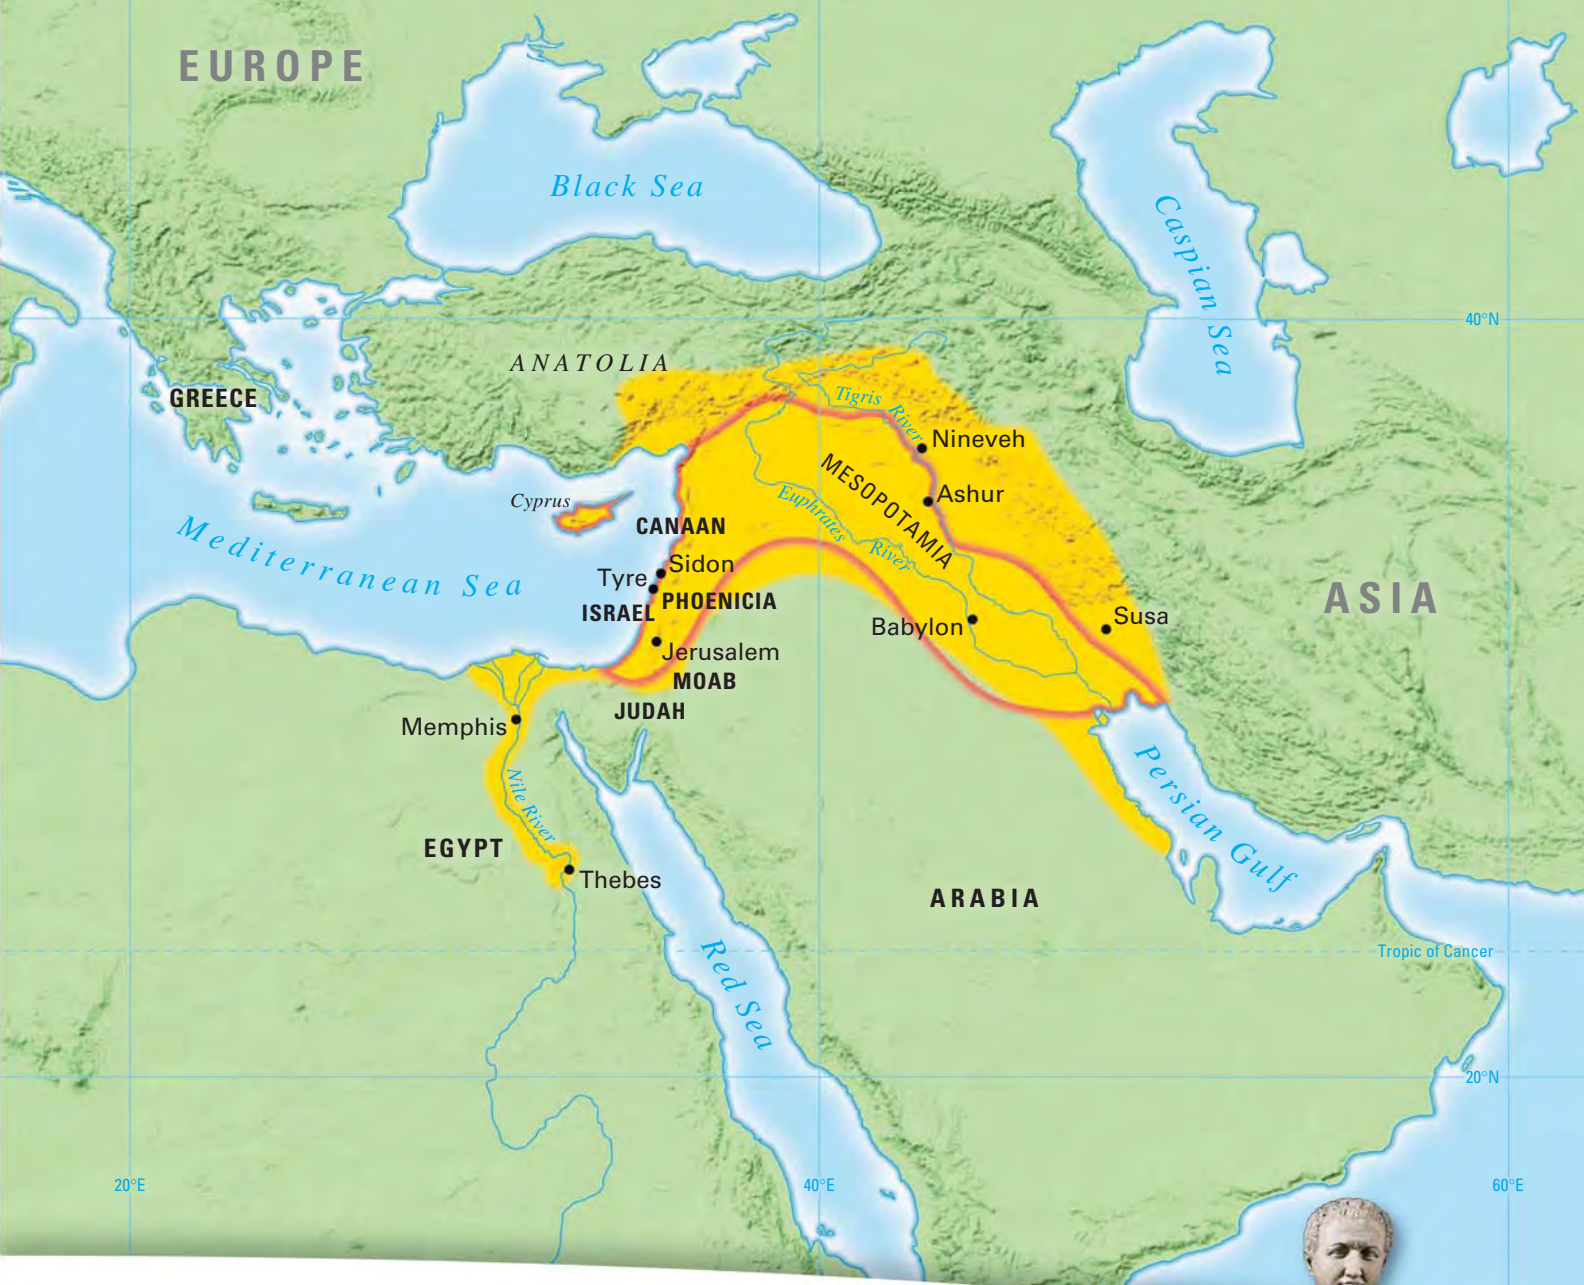 EUROPE
Black Sea
Caspian Sea
40°N
ANATOLIA
GREECE
Tigris River
Nineveh
MESOPOTAMIA
Ashur
Euphrates River
Cyprus
CANAAN
Mediterranean Sea
Sidon
Tyre
PHOENICIA
ISRAEL
ASIA
Susa
Babylon
Jerusalem
MOAB
JUDAH
Memphis
Nile River
Persian Gulf
EGYPT
Thebes
ARABIA
Red Sea
Tropic of Cancer
20°N
20°E
40°E
60°E